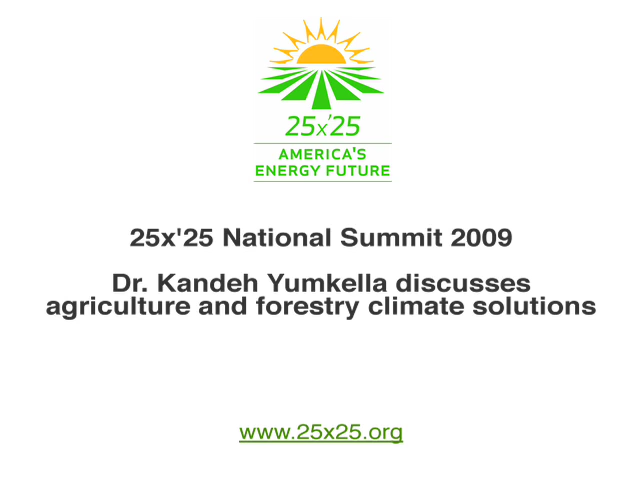 25x'25
AMERICA'S
ENERGY FUTURE
25x'25 National Summit 2009
Dr. Kandeh Yumkella discusses
agriculture and forestry climate solutions
www.25x25.org